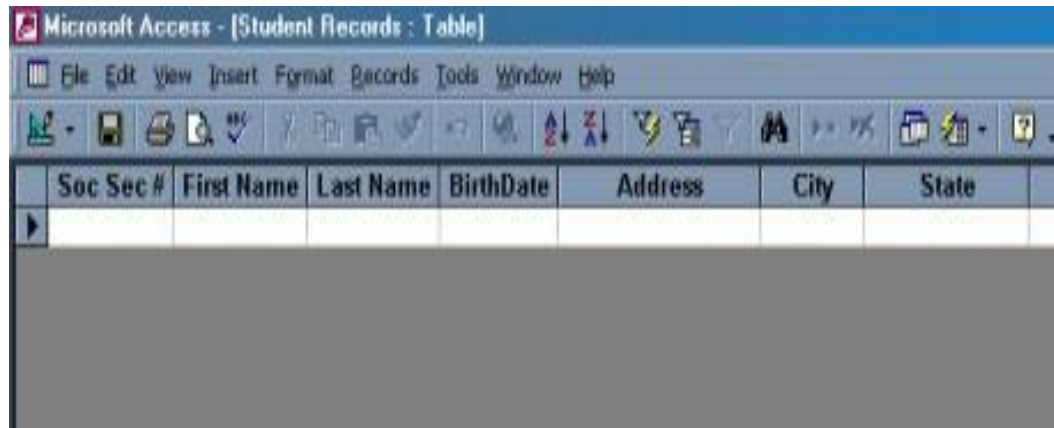 Microsoft Access - [Student Records : Table]
File Edit View Insert Format Records Tools Window Help
Soc Sec # First Name Last Name BirthDate Address City State